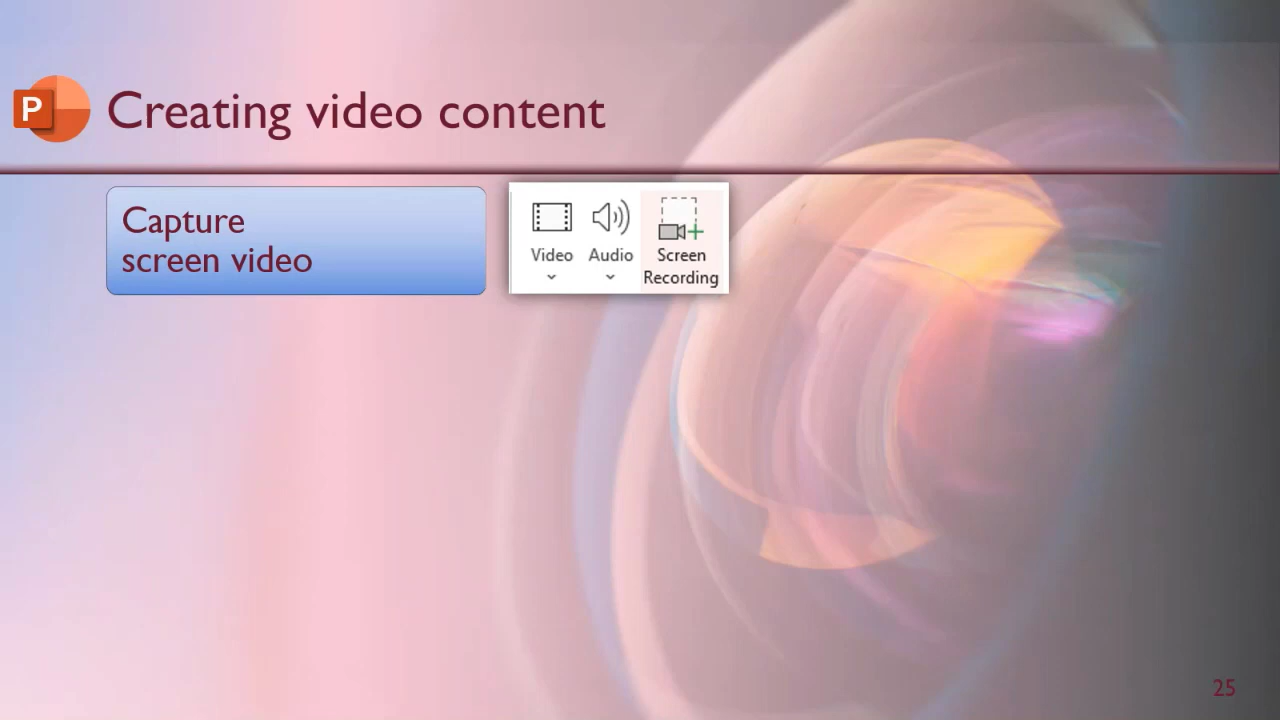 P
Creating video content
Capture
screen video
Video
Audio
Screen
Recording
25